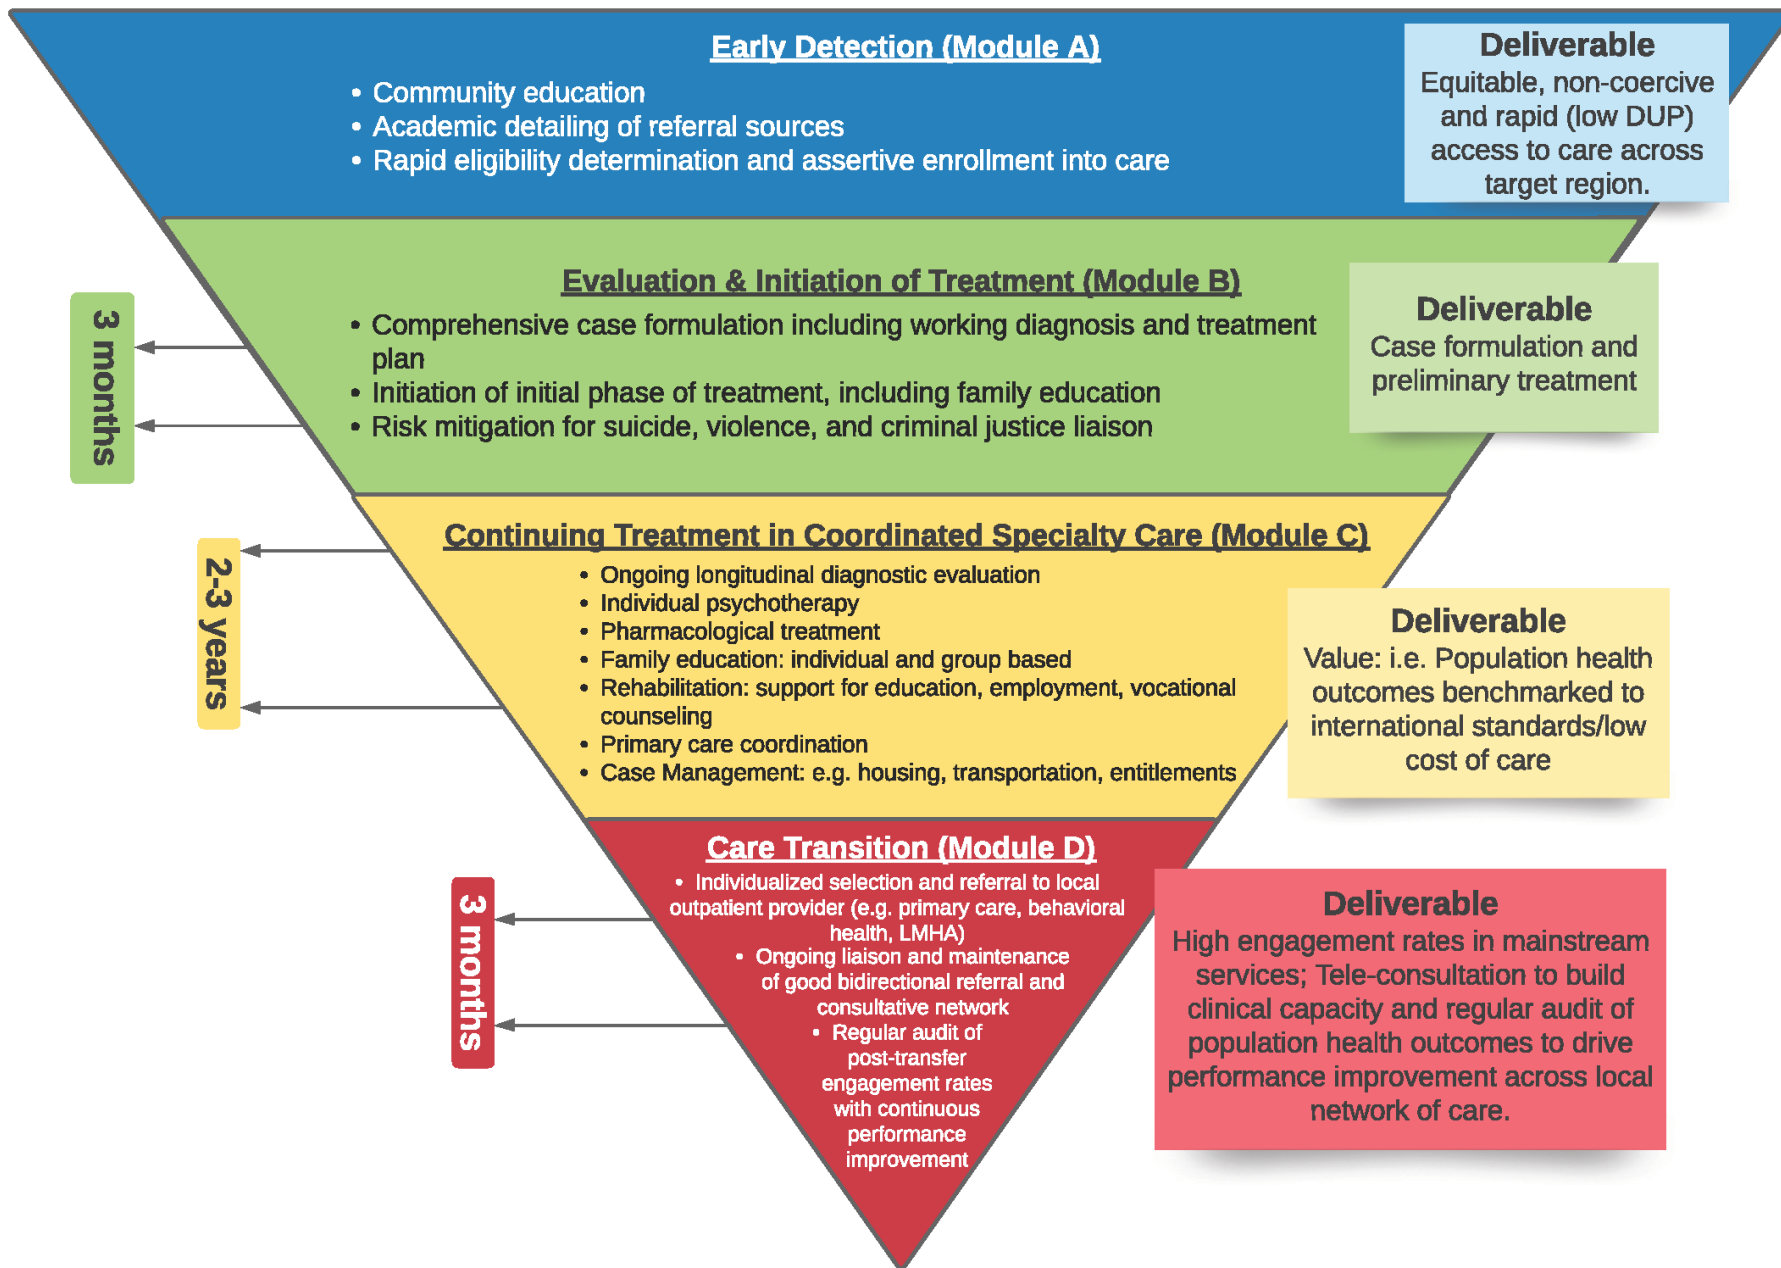 Early Detection (Module A)
• Community education
• Academic detailing of referral sources
• Rapid eligibility determination and assertive enrollment into care
Deliverable
Equitable, non-coercive
and rapid (low DUP)
access to care across
target region.
Evaluation & Initiation of Treatment (Module B)
• Comprehensive case formulation including working diagnosis and treatment
plan
• Initiation of initial phase of treatment, including family education
• Risk mitigation for suicide, violence, and criminal justice liaison
3 months
Deliverable
Case formulation and
preliminary treatment
Continuing Treatment in Coordinated Specialty Care (Module C)
• Ongoing longitudinal diagnostic evaluation
• Individual psychotherapy
• Pharmacological treatment
• Family education: individual and group based
• Rehabilitation: support for education, employment, vocational
counseling
• Primary care coordination
• Case Management: e.g. housing, transportation, entitlements
2-3 years
Deliverable
Value: i.e. Population health
outcomes benchmarked to
international standards/low
cost of care
Care Transition (Module D)
• Individualized selection and referral to local
outpatient provider (e.g. primary care, behavioral
health, LMHA)
• Ongoing liaison and maintenance
of good bidirectional referral and
consultative network
• Regular audit of
post-transfer
engagement rates
with continuous
performance
improvement
3 months
Deliverable
High engagement rates in mainstream
services; Tele-consultation to build
clinical capacity and regular audit of
population health outcomes to drive
performance improvement across local
network of care.